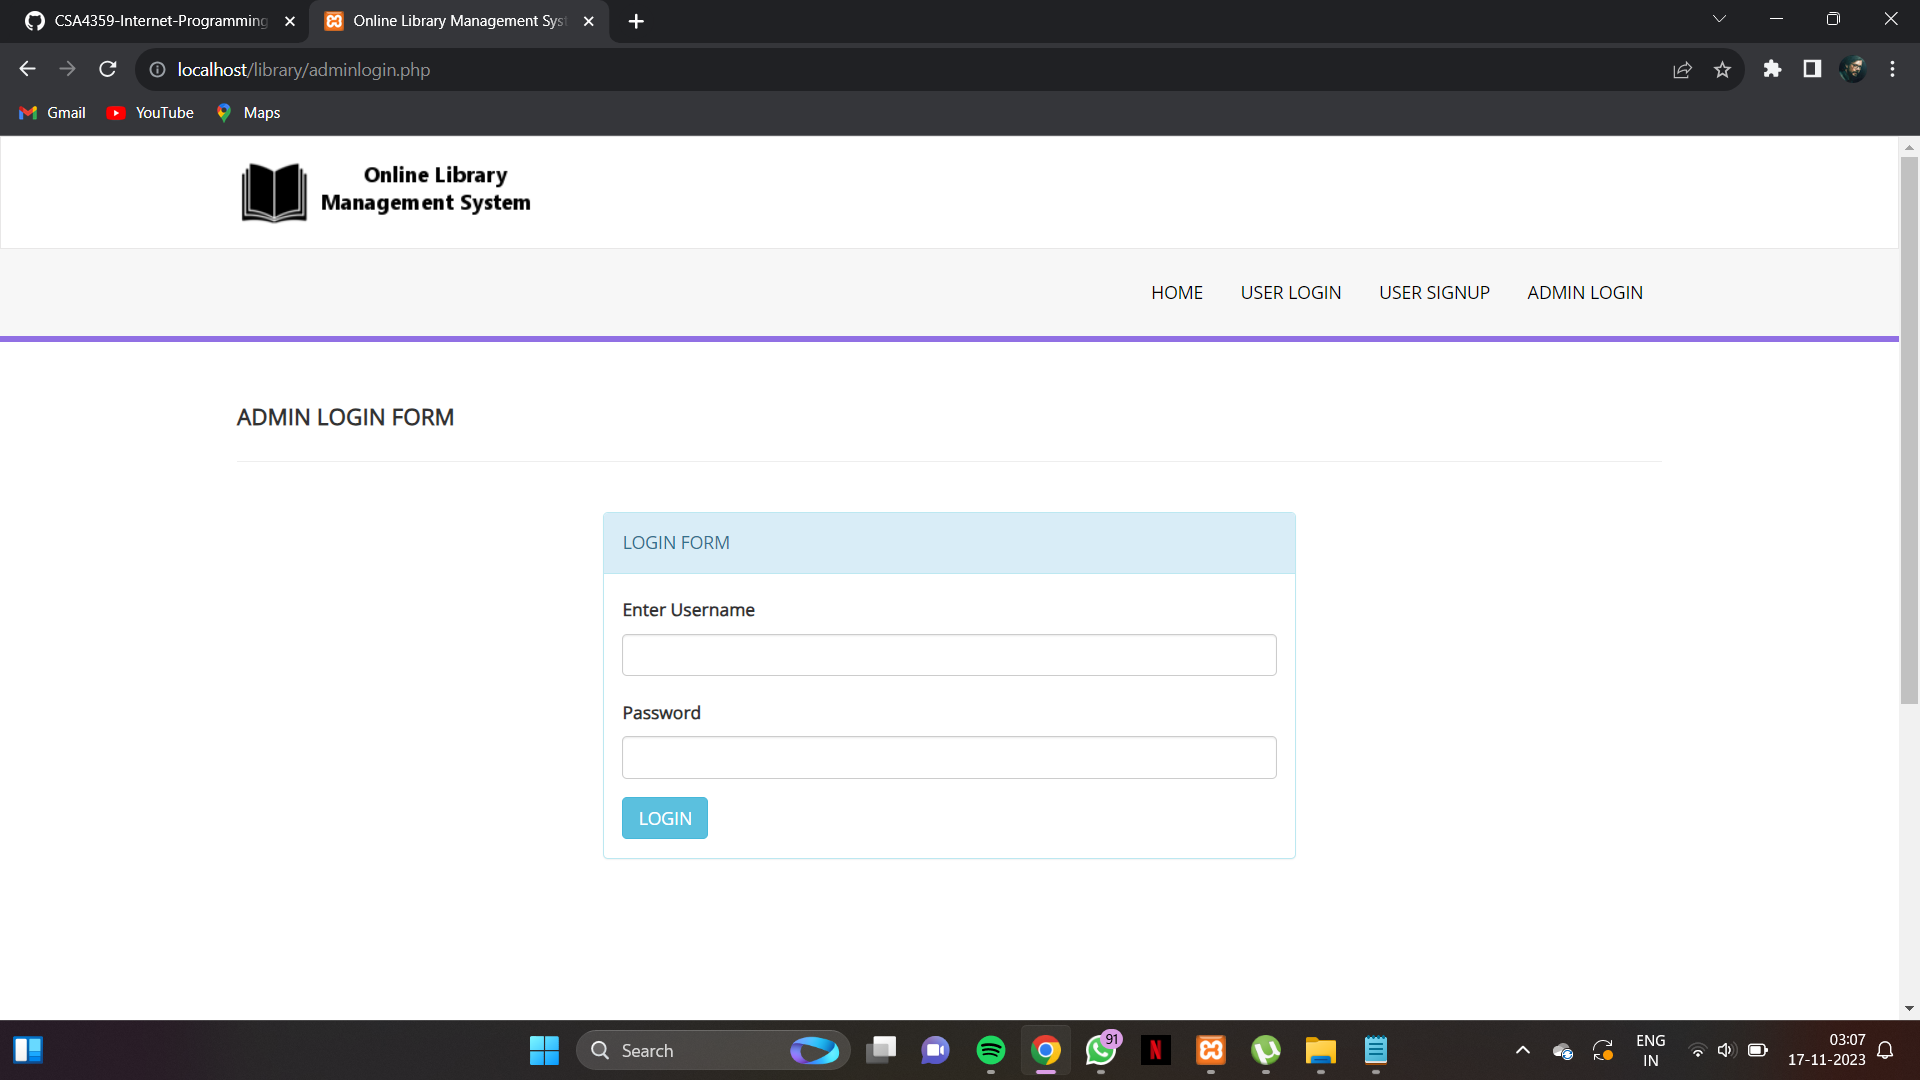 CSA4359-Internet-Programming
Online Library Management Syst
localhost/library/adminlogin.php
Gmail
YouTube
Maps
Online Library
Management System
HOME
USER LOGIN
USER SIGNUP
ADMIN LOGIN
ADMIN LOGIN FORM
LOGIN FORM
Enter Username
Password
LOGIN
Search
91
N
ENG
IN
03:07
17-11-2023